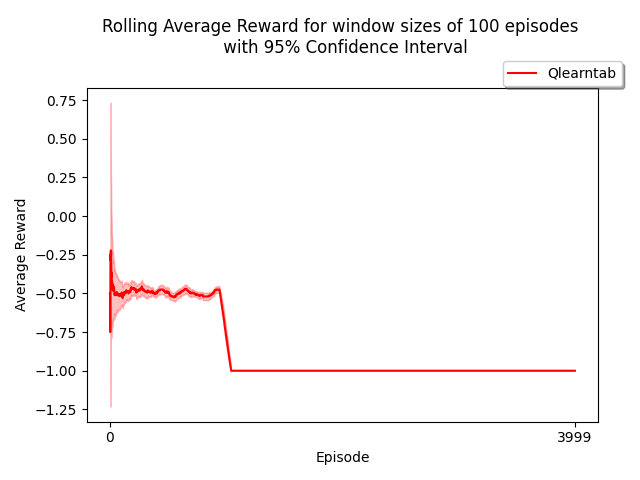 Rolling Average Reward for window sizes of 100 episodes
with 95% Confidence Interval
Qlearntab
0.75
0.50
0.25
0.00
−0.25
−0.50
−0.75
−1.00
−1.25
Average Reward
0
3999
Episode